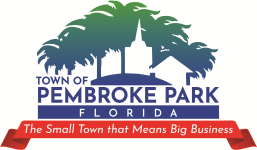 TOWN OF
PEMBROKE PARK
FLORIDA
The Small Town that Means Big Business